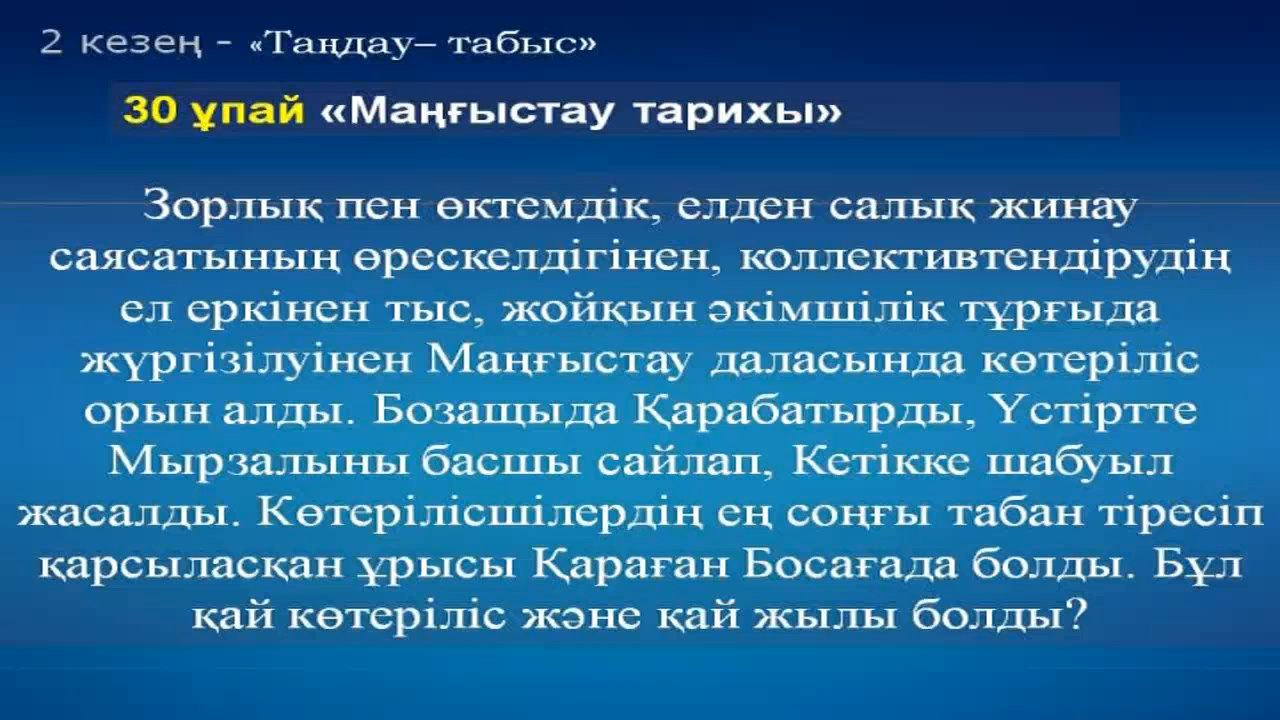 2 кезең - «Таңдау– табыс»
30 ұпай «Маңғыстау тарихы»
Зорлық пен өктемдік, елден салық жинау
саясатының өрескелдігінен, коллективтендірудің
ел еркінен тыс, жойқын әкімшілік тұрғыда
жүргізілуінен Маңғыстау даласында көтеріліс
орын алды. Бозащыда Қарабатырды, Үстіртте
Мырзалыны басшы сайлап, Кетікке шабуыл
жасалды. Көтерілісшілердің ең соңғы табан тіресіп
қарсыласқан ұрысы Қараған Босағада болды. Бұл
қай көтеріліс және қай жылы болды?